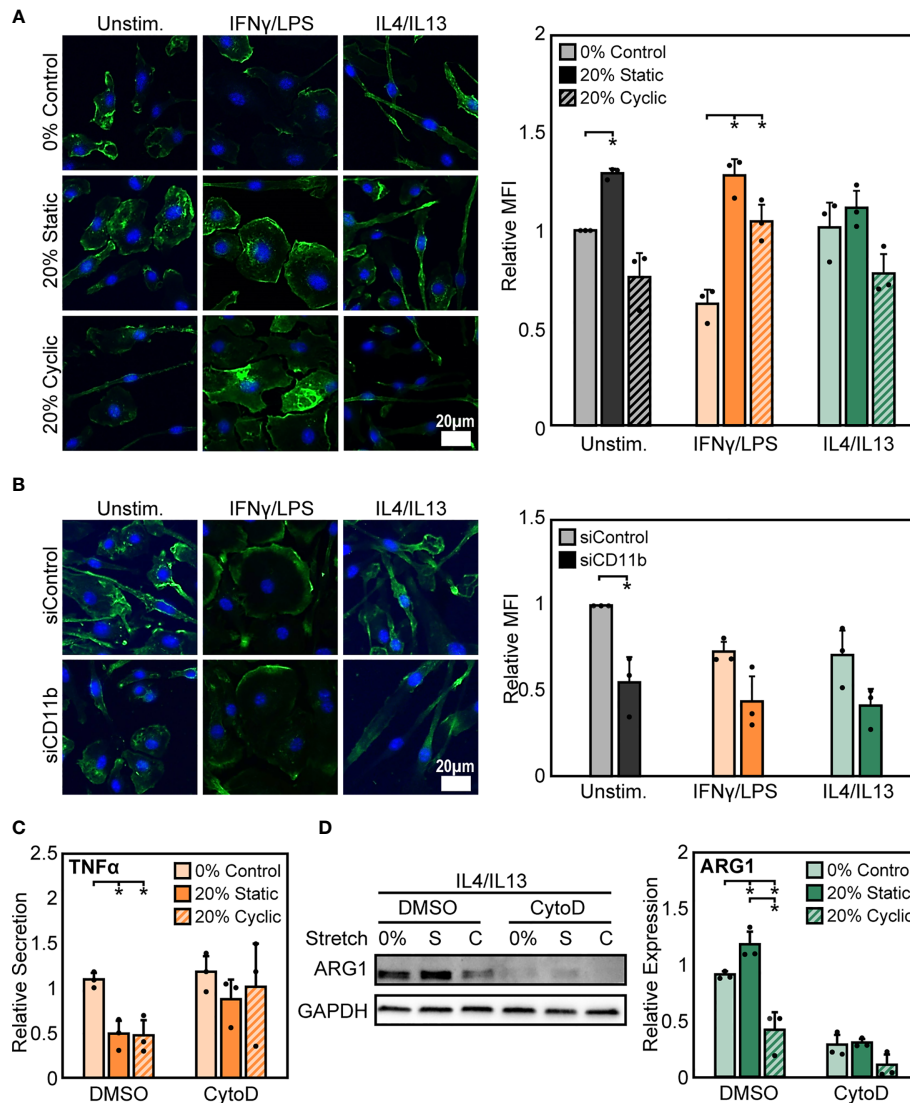 A
Unstim.
IFNγ/LPS
IL4/IL13
0% Control
20% Static
20% Cyclic
20µm
2
1.5
1
0.5
0
Relative MFI
0% Control
20% Static
20% Cyclic
*
* *
Unstim.
IFNγ/LPS
IL4/IL13
B
Unstim.
IFNγ/LPS
IL4/IL13
siControl
siCD11b
20µm
1.5
1
0.5
0
Relative MFI
siControl
siCD11b
*
Unstim.
IFNγ/LPS
IL4/IL13
C
2.5
2
1.5
1
0.5
0
Relative Secretion
TNFα
0% Control
20% Static
20% Cyclic
* *
DMSO
CytoD
D
IL4/IL13
DMSO
CytoD
Stretch 0% S C 0% S C
ARG1
GAPDH
2
1
0.5
0
Relative Expression
ARG1
0% Control
20% Static
20% Cyclic
* *
*
DMSO
CytoD